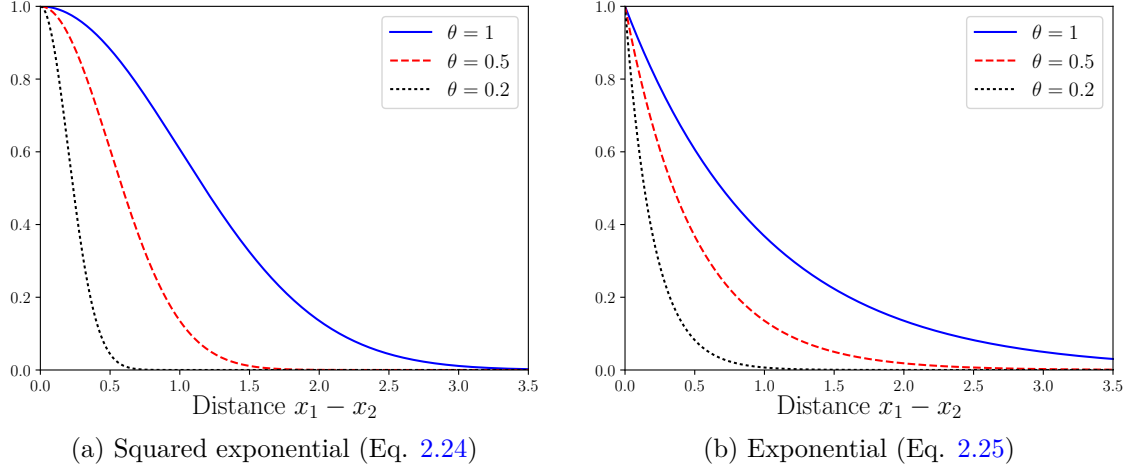 1.0
0.8
0.6
0.4
0.2
0.0
0.0 0.5 1.0 1.5 2.0 2.5 3.0 3.5
θ = 1
θ = 0.5
θ = 0.2
Distance x₁ − x₂
(a) Squared exponential (Eq. 2.24)
1.0
0.8
0.6
0.4
0.2
0.0
0.0 0.5 1.0 1.5 2.0 2.5 3.0 3.5
θ = 1
θ = 0.5
θ = 0.2
Distance x₁ − x₂
(b) Exponential (Eq. 2.25)